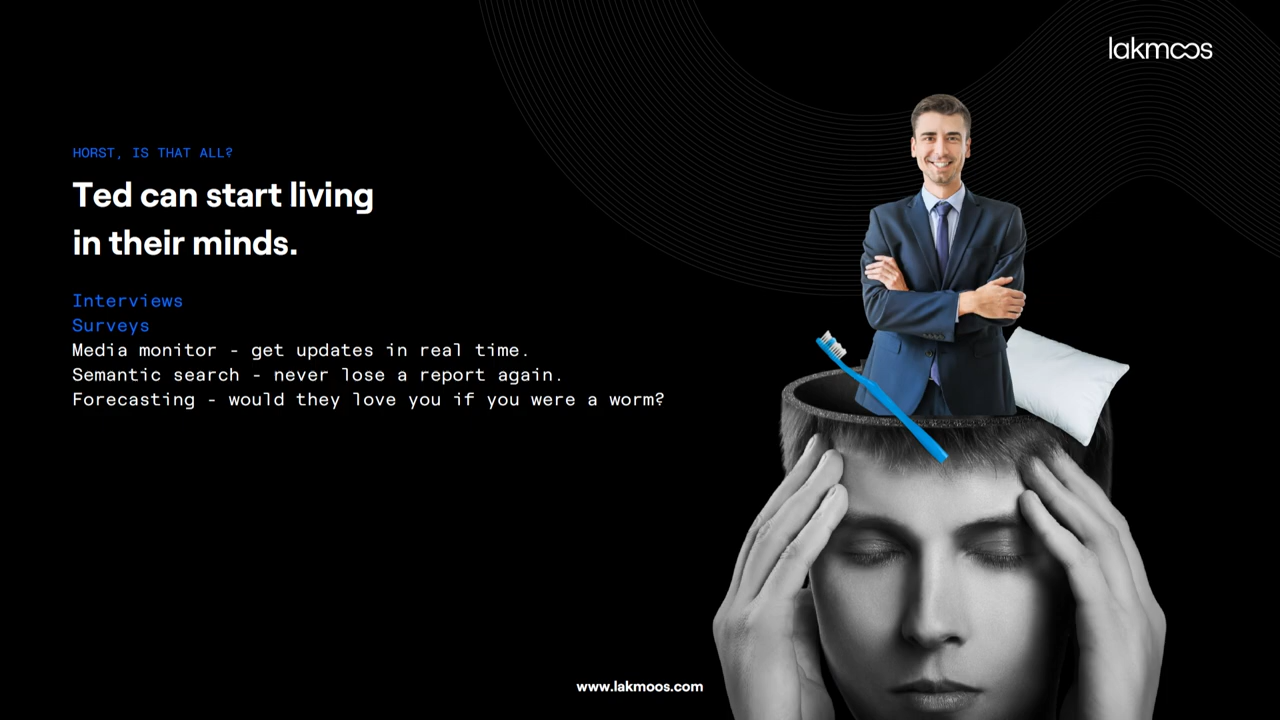 lakmoos
HORST, IS THAT ALL?
Ted can start living
in their minds.
Interviews
Surveys
Media monitor - get updates in real time.
Semantic search - never lose a report again.
Forecasting - would they love you if you were a worm?
www.lakmoos.com